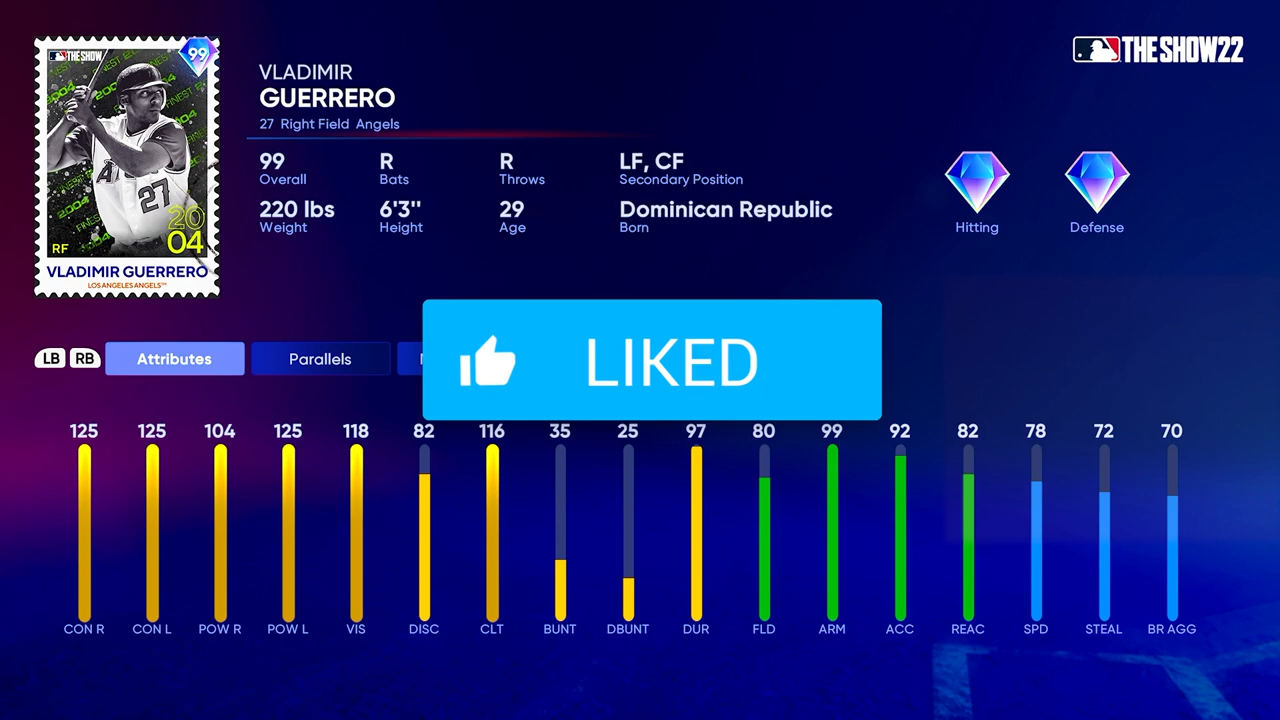 THE SHOW
99
FINEST 2004
27
2004
RF
VLADIMIR GUERRERO
LOS ANGELES ANGELS™
VLADIMIR
GUERRERO
27 Right Field Angels
99
Overall
R
Bats
R
Throws
LF, CF
Secondary Position
220 lbs
Weight
6'3''
Height
29
Age
Dominican Republic
Born
THE SHOW22
Hitting
Defense
LB
RB
Attributes
Parallels
LIKED
125 125 104 125 118 82 116 35 25 97 80 99 92 82 78 72 70
CON R CON L POW R POW L VIS DISC CLT BUNT DBUNT DUR FLD ARM ACC REAC SPD STEAL BR AGG